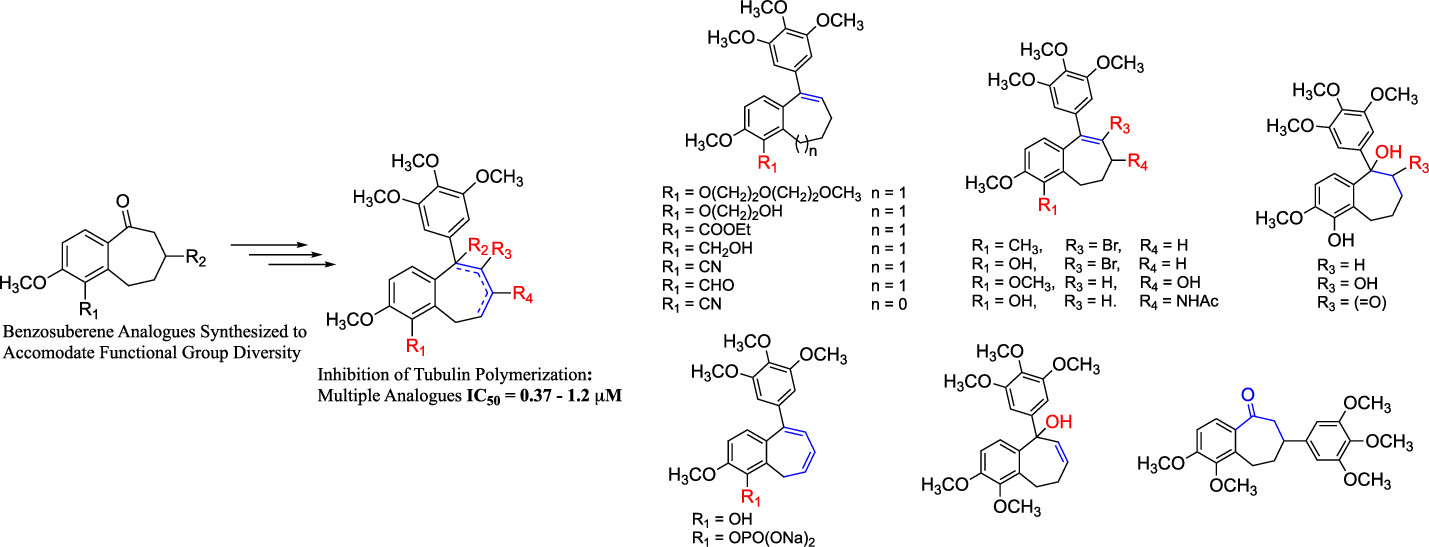 O
CH₃O
R₁
R₂
Benzosuberene Analogues Synthesized to
Accomodate Functional Group Diversity
CH₃O
OCH₃
H₃CO
R₂
R₃
R₄
H₃CO
R₁
Inhibition of Tubulin Polymerization:
Multiple Analogues IC₅₀ = 0.37 - 1.2 μM
H₃CO
OCH₃
H₃CO
H₃CO
R₁
( )n
R₁ = O(CH₂)₂O(CH₂)₂OCH₃ n = 1
R₁ = O(CH₂)₂OH n = 1
R₁ = COOEt n = 1
R₁ = CH₂OH n = 1
R₁ = CN n = 1
R₁ = CHO n = 1
R₁ = CN n = 0
H₃CO
OCH₃
H₃CO
R₃
R₄
H₃CO
R₁
R₁ = CH₃, R₃ = Br, R₄ = H
R₁ = OH, R₃ = Br, R₄ = H
R₁ = OCH₃, R₃ = H, R₄ = OH
R₁ = OH, R₃ = H. R₄ = NHAc
H₃CO
OCH₃
H₃CO
OH
R₃
H₃CO
OH
R₃ = H
R₃ = OH
R₃ = (=O)
H₃CO
OCH₃
H₃CO
H₃CO
R₁
R₁ = OH
R₁ = OPO(ONa)₂
H₃CO
OCH₃
H₃CO
OH
H₃CO
OCH₃
O
OCH₃
OCH₃
OCH₃
H₃CO
OCH₃